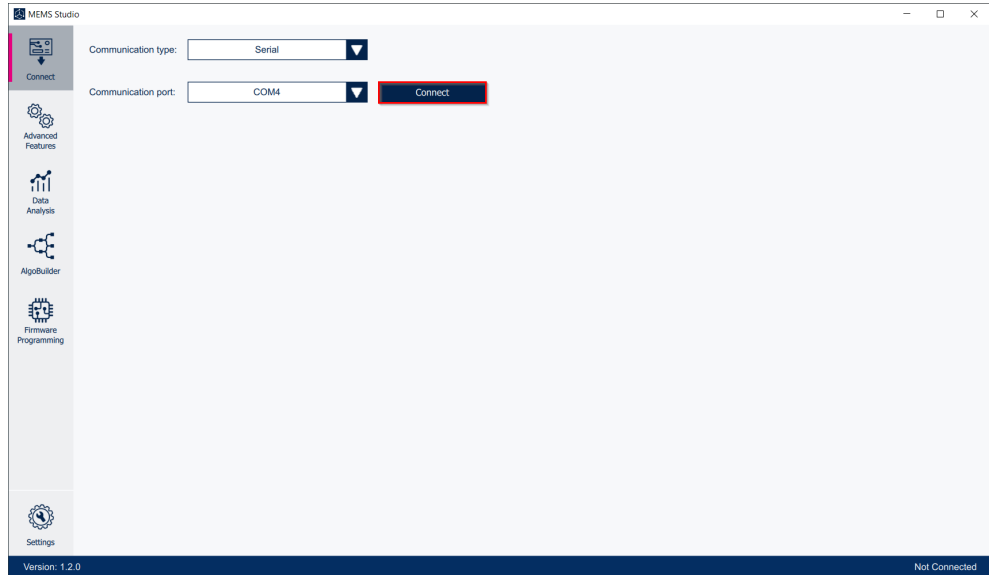 MEMS Studio
Connect
Communication type: Serial
Communication port: COM4 Connect
Advanced
Features
Data
Analysis
AlgoBuilder
Firmware
Programming
Settings
Version: 1.2.0 Not Connected